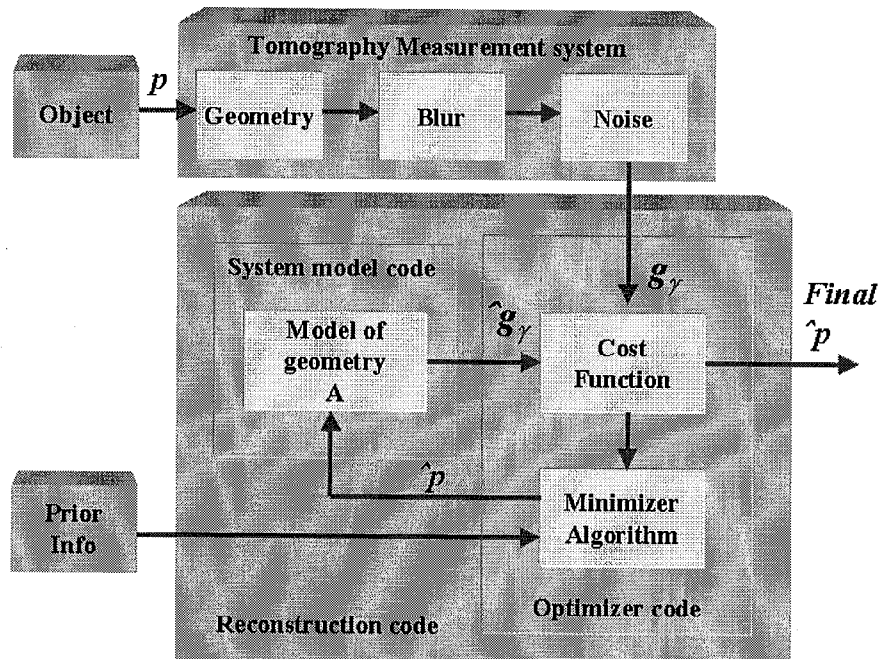 Tomography Measurement system
Object
p
Geometry
Blur
Noise
System model code
g_γ
Final
^p
Model of
geometry
A
^g_γ
Cost
Function
^p
Prior
Info
Minimizer
Algorithm
Reconstruction code
Optimizer code